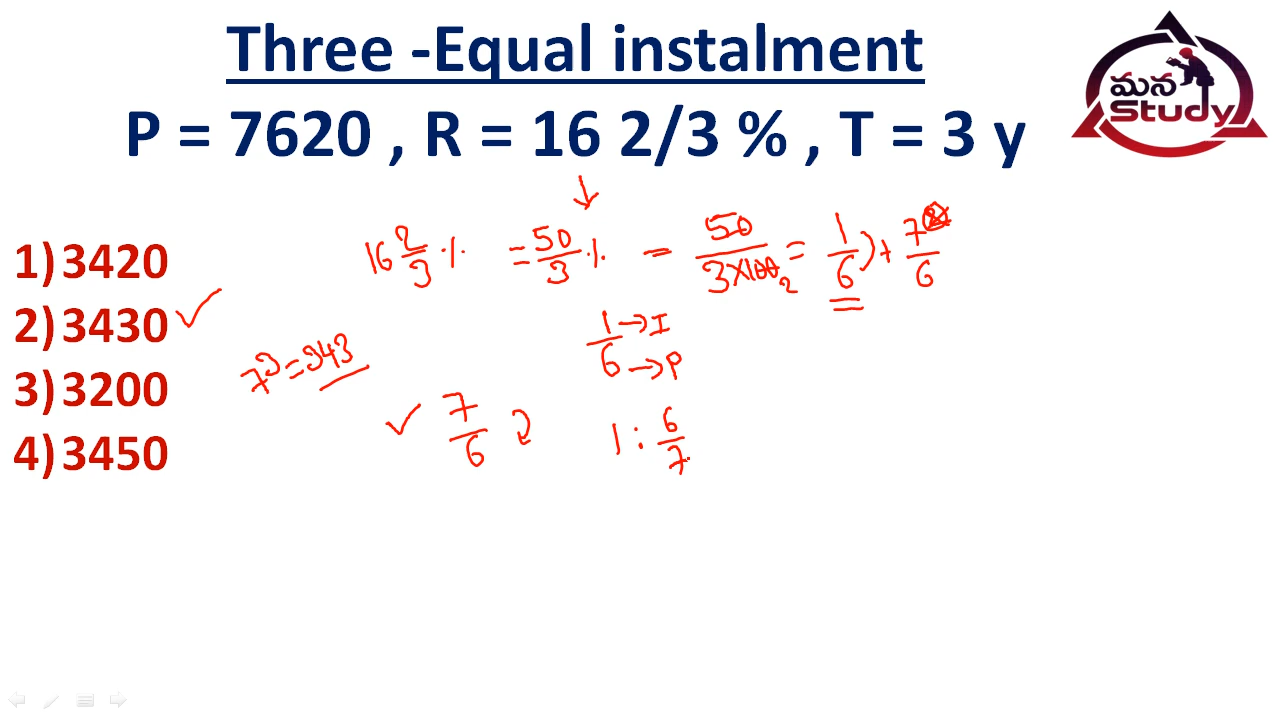 Three -Equal instalment
P = 7620 , R = 16 2/3 % , T = 3 y
మన
Study
16 2/3 % = 50/3 % = 50/3×100 2 = 1/6 ) + 7/6
1)3420
2)3430 ✓
3)3200
4)3450
1/6 → I
→ P
7³ = 343
✓ 7/6
1 : 6/7